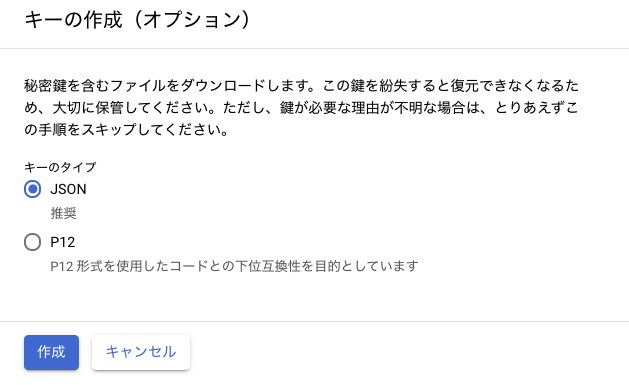 キーの作成（オプション）
秘密鍵を含むファイルをダウンロードします。この鍵を紛失すると復元できなくなるた
め、大切に保管してください。ただし、鍵が必要な理由が不明な場合は、とりあえずこ
の手順をスキップしてください。
キーのタイプ
JSON
推奨
P12
P12 形式を使用したコードとの下位互換性を目的としています
作成 キャンセル